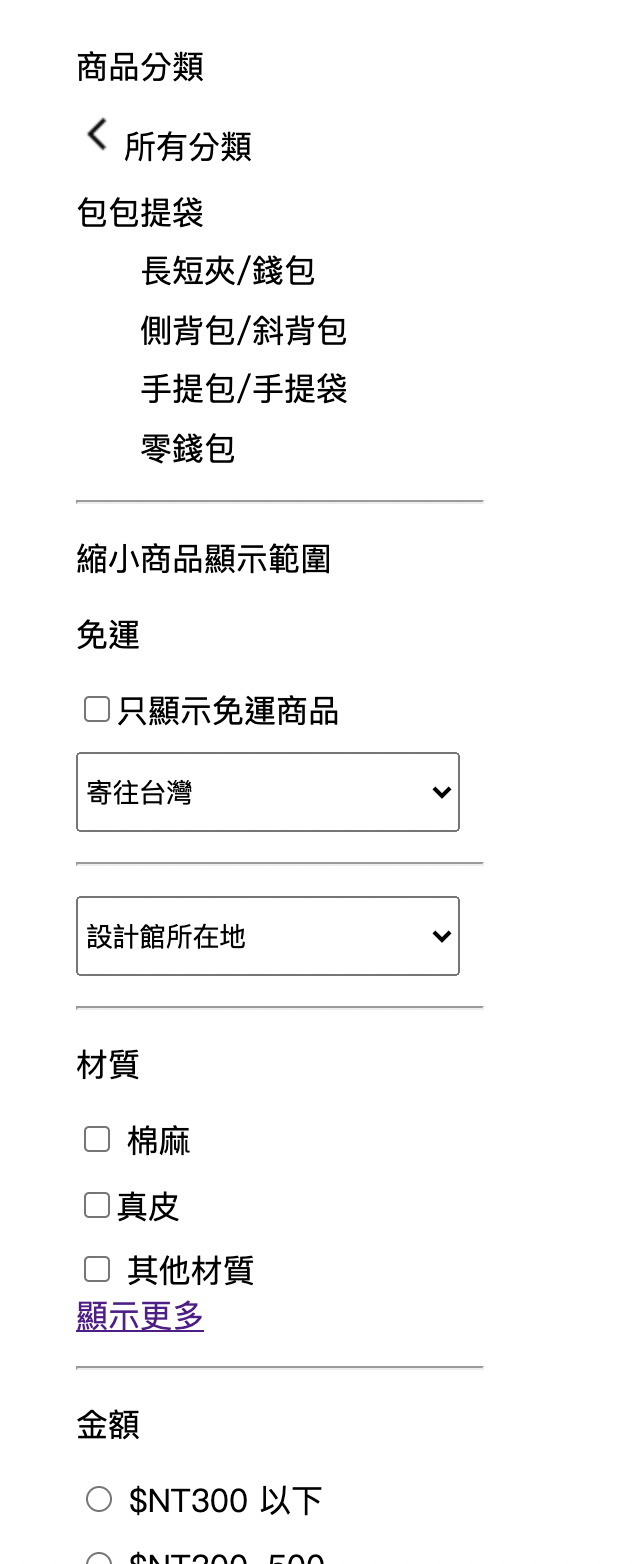 商品分類
所有分類
包包提袋
長短夾/錢包
側背包/斜背包
手提包/手提袋
零錢包
縮小商品顯示範圍
免運
只顯示免運商品
寄往台灣
設計館所在地
材質
棉麻
真皮
其他材質
顯示更多
金額
$NT300 以下